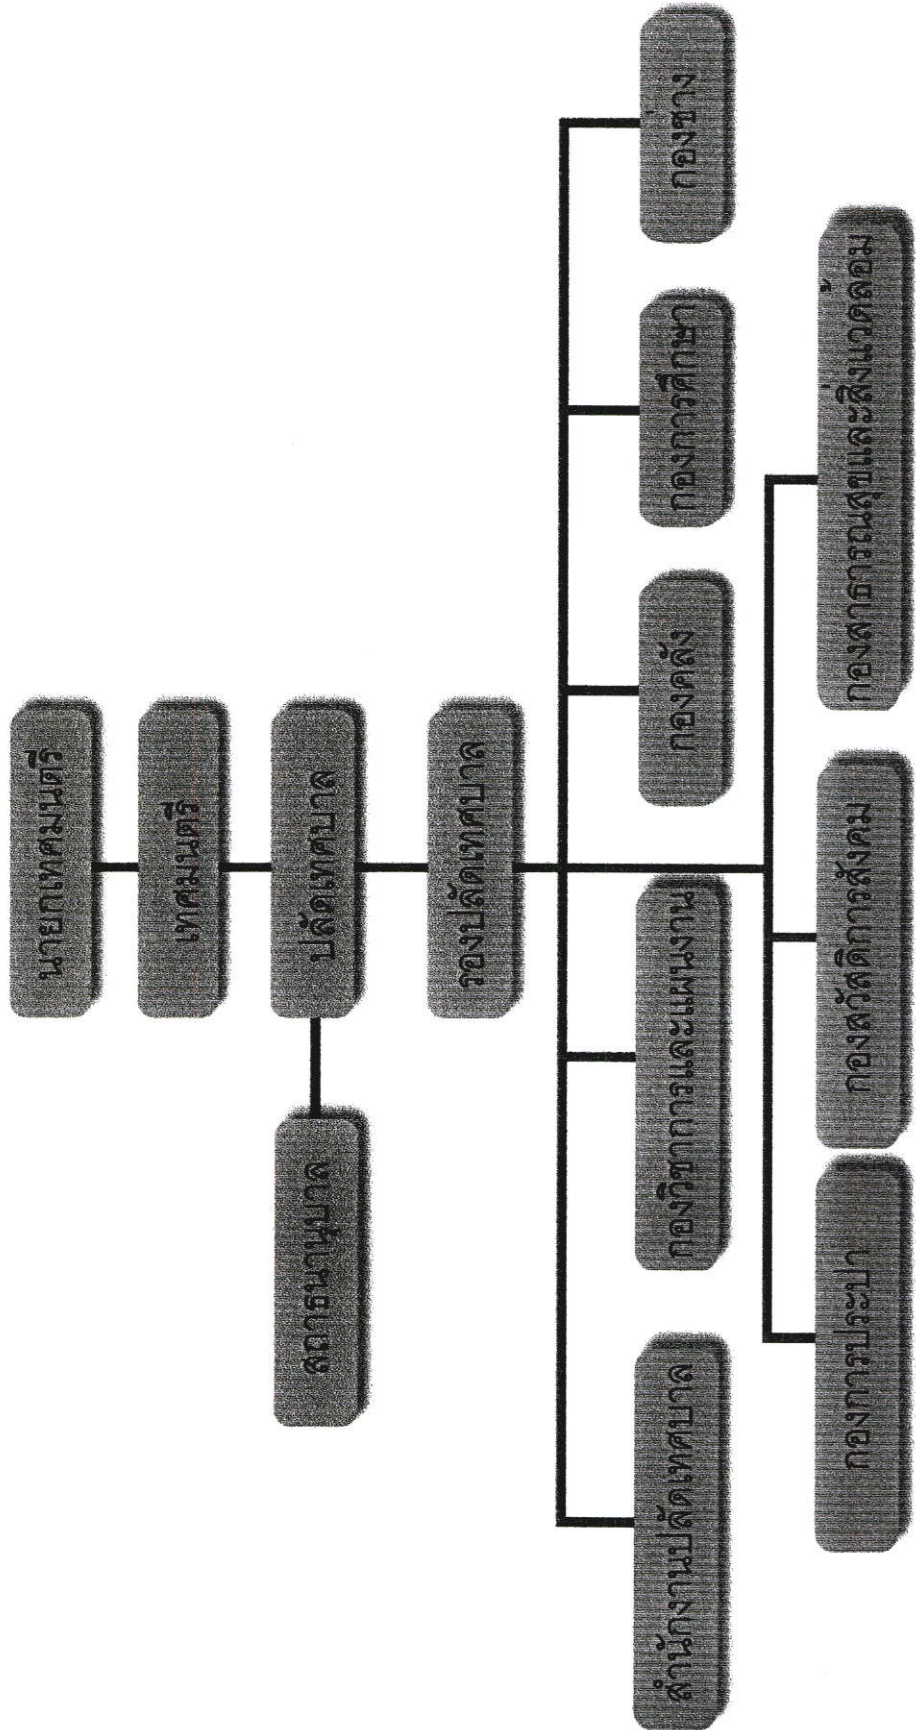 นายกเทศมนตรี
เทศมนตรี
ปลัดเทศบาล
สถาธนานุบาล
รองปลัดเทศบาล
สำนักงานปลัดเทศบาล
กองวิชาการและแผนงาน
กองคลัง
กองการศึกษา
กองช่าง
กองการประปา
กองสวัสดิการสังคม
กองสาธารณสุขและสิ่งแวดล้อม